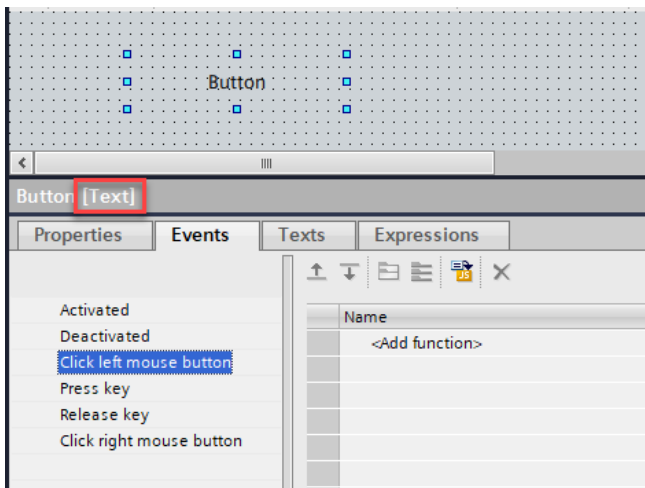 Button
Button [Text]
Properties Events Texts Expressions
JS
Name
Activated
<Add function>
Deactivated
Click left mouse button
Press key
Release key
Click right mouse button